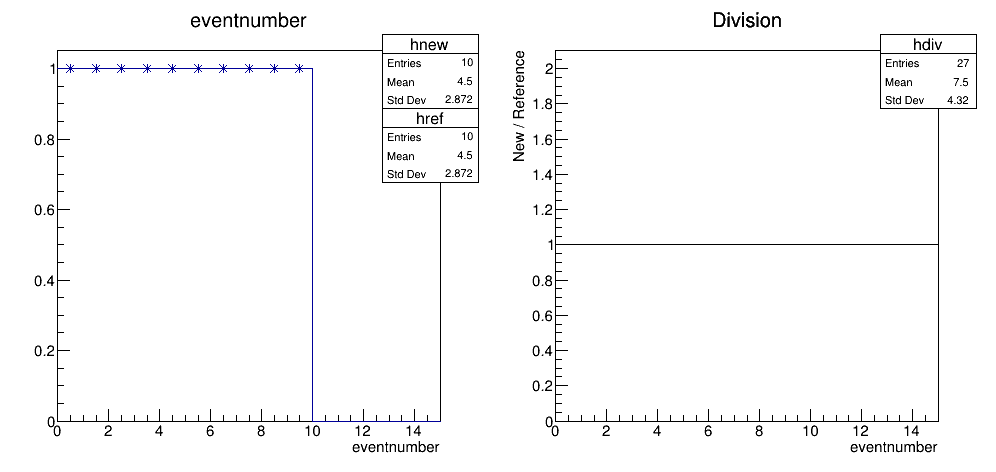 eventnumber
hnew
Entries 10
Mean 4.5
Std Dev 2.872
href
Entries 10
Mean 4.5
Std Dev 2.872
1
0.8
0.6
0.4
0.2
0
0 2 4 6 8 10 12 14
eventnumber
Division
hdiv
Entries 27
Mean 7.5
Std Dev 4.32
New / Reference
2
1.8
1.6
1.4
1.2
1
0.8
0.6
0.4
0.2
0
0 2 4 6 8 10 12 14
eventnumber